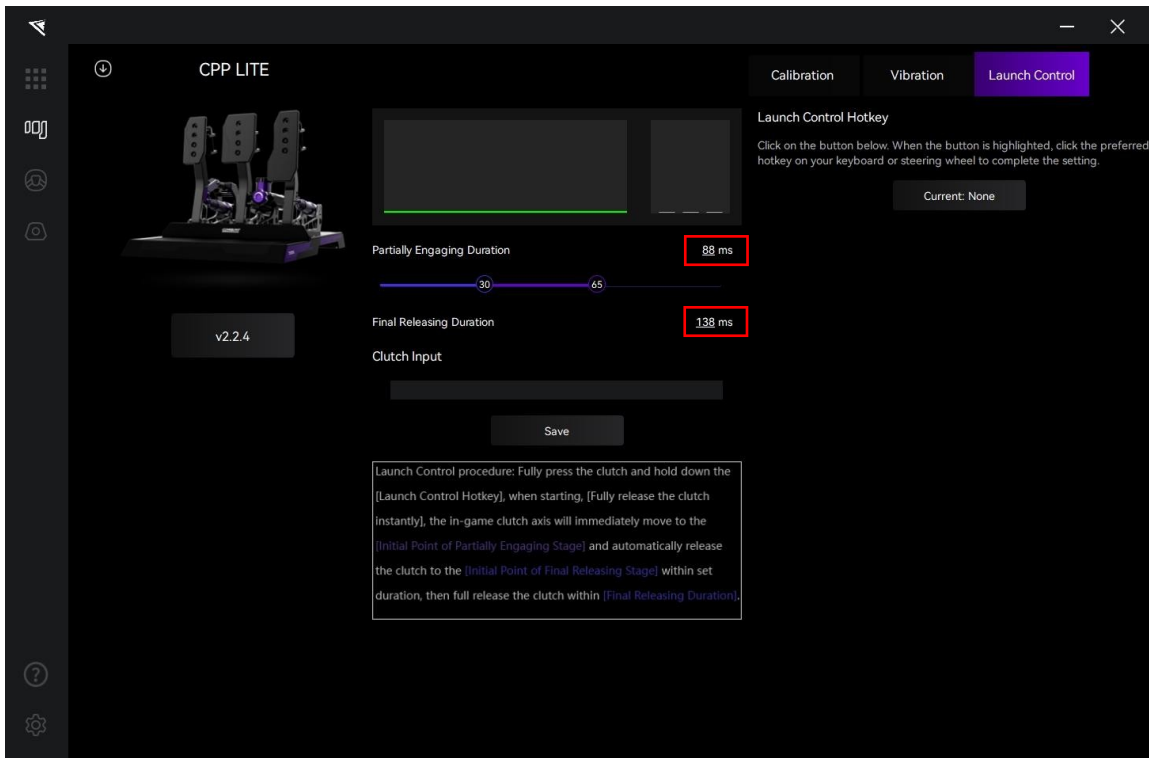 CPP LITE
Calibration
Vibration
Launch Control
Launch Control Hotkey
Click on the button below. When the button is highlighted, click the preferred
hotkey on your keyboard or steering wheel to complete the setting.
Current: None
Partially Engaging Duration
88 ms
30
65
Final Releasing Duration
138 ms
v2.2.4
Clutch Input
Save
Launch Control procedure: Fully press the clutch and hold down the
[Launch Control Hotkey], when starting, [Fully release the clutch
instantly], the in-game clutch axis will immediately move to the
[Initial Point of Partially Engaging Stage] and automatically release
the clutch to the [Initial Point of Final Releasing Stage] within set
duration, then full release the clutch within [Final Releasing Duration].